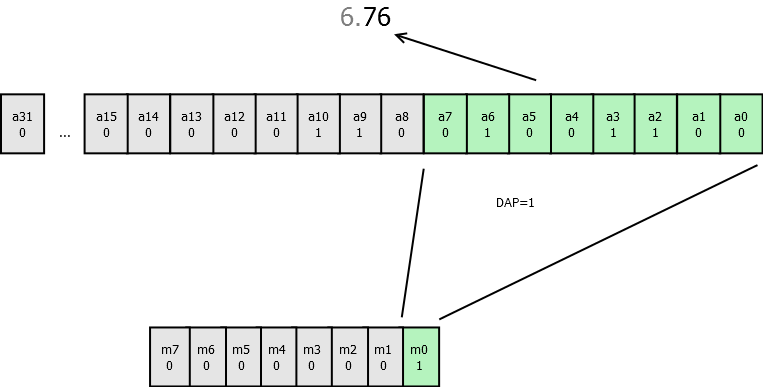 6.76
a31 ... a15 a14 a13 a12 a11 a10 a9 a8 a7 a6 a5 a4 a3 a2 a1 a0
0 0 0 0 0 0 1 1 0 0 1 0 0 1 1 0 0
DAP=1
m7 m6 m5 m4 m3 m2 m1 m0
0 0 0 0 0 0 0 1